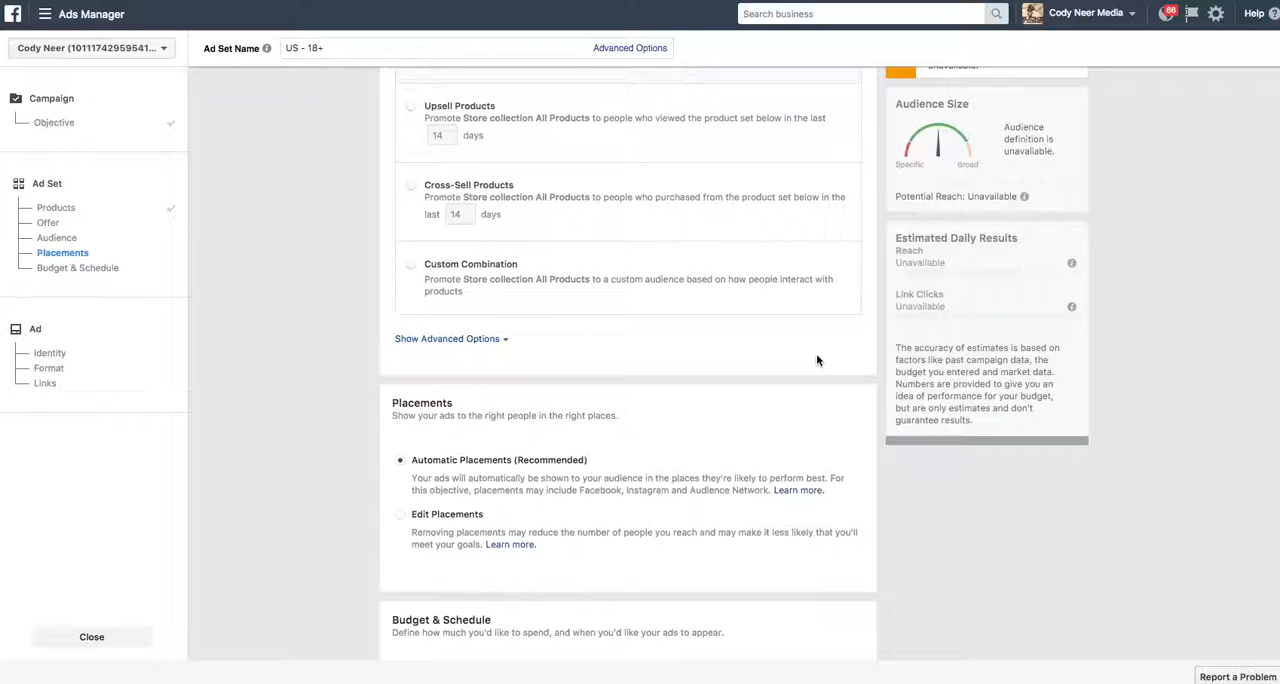 Ads Manager
Search business
Cody Neer Media
66
Help
Cody Neer (10111742959541...
Ad Set Name
US - 18+
Advanced Options
Campaign
Objective
Ad Set
Products
Offer
Audience
Placements
Budget & Schedule
Ad
Identity
Format
Links
Close
Upsell Products
Promote Store collection All Products to people who viewed the product set below in the last
14 days
Cross-Sell Products
Promote Store collection All Products to people who purchased from the product set below in the
last 14 days
Custom Combination
Promote Store collection All Products to a custom audience based on how people interact with
products
Show Advanced Options
Placements
Show your ads to the right people in the right places.
Automatic Placements (Recommended)
Your ads will automatically be shown to your audience in the places they're likely to perform best. For
this objective, placements may include Facebook, Instagram and Audience Network. Learn more.
Edit Placements
Removing placements may reduce the number of people you reach and may make it less likely that you'll
meet your goals. Learn more.
Budget & Schedule
Define how much you'd like to spend, and when you'd like your ads to appear.
Audience Size
Specific
Broad
Audience
definition is
unavailable.
Potential Reach: Unavailable
Estimated Daily Results
Reach
Unavailable
Link Clicks
Unavailable
The accuracy of estimates is based on
factors like past campaign data, the
budget you entered and market data.
Numbers are provided to give you an
idea of performance for your budget,
but are only estimates and don't
guarantee results.
Report a Problem